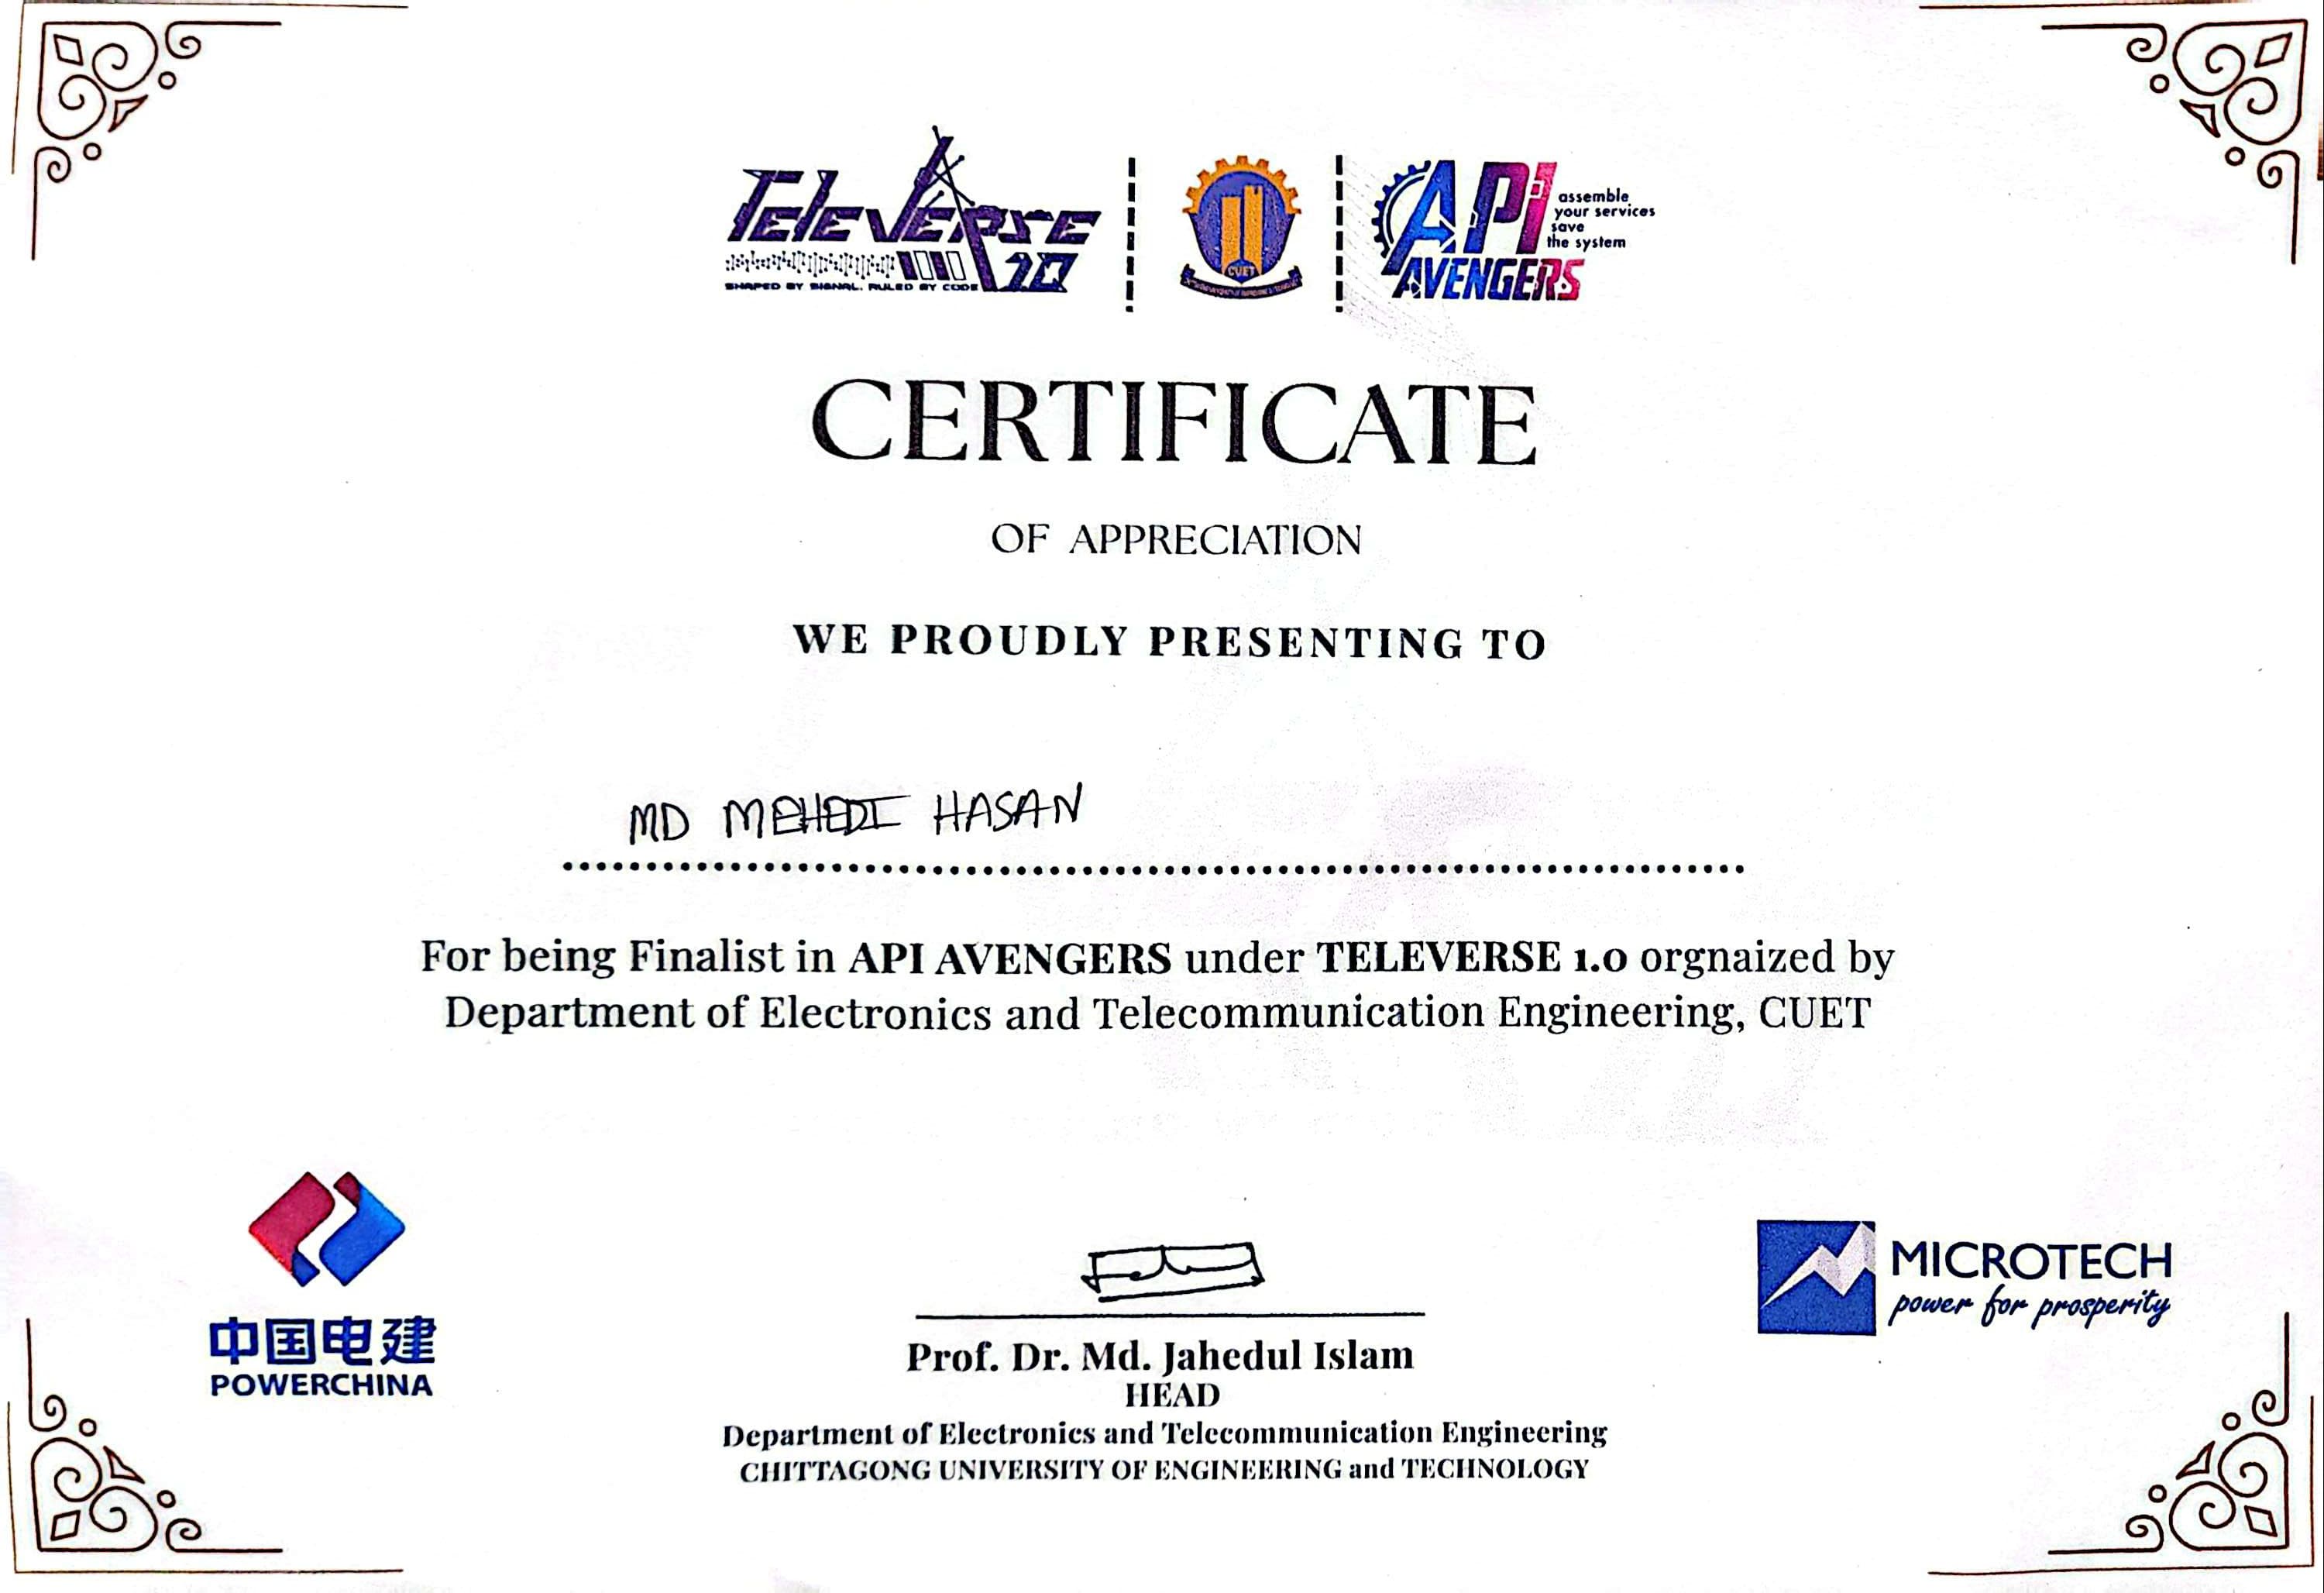 TELEVERSE 1.0
SHAPED BY SIGNAL. RULED BY CODE
CUET
API AVENGERS
assemble
your services
save
the system
CERTIFICATE
OF APPRECIATION
WE PROUDLY PRESENTING TO
MD MEHEDI HASAN
For being Finalist in API AVENGERS under TELEVERSE 1.0 orgnaized by
Department of Electronics and Telecommunication Engineering, CUET
中国电建
POWERCHINA
MICROTECH
power for prosperity
Prof. Dr. Md. Jahedul Islam
HEAD
Department of Electronics and Telecommunication Engineering
CHITTAGONG UNIVERSITY OF ENGINEERING and TECHNOLOGY